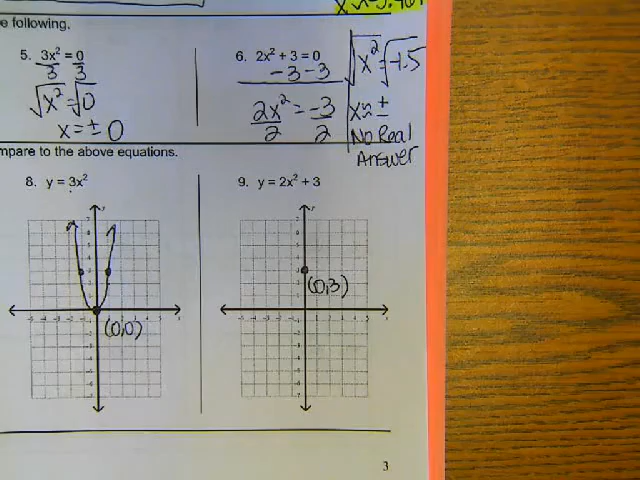 e following.
5. 3x² = 0
3 3
√x² = √0
x = ± 0
6. 2x² + 3 = 0
-3 -3
2x² = -3
2 2
√x² = √-1.5
x ≈ ±
No Real
Answer
mpare to the above equations.
8. y = 3x²
(0,0)
9. y = 2x² + 3
(0,3)
3